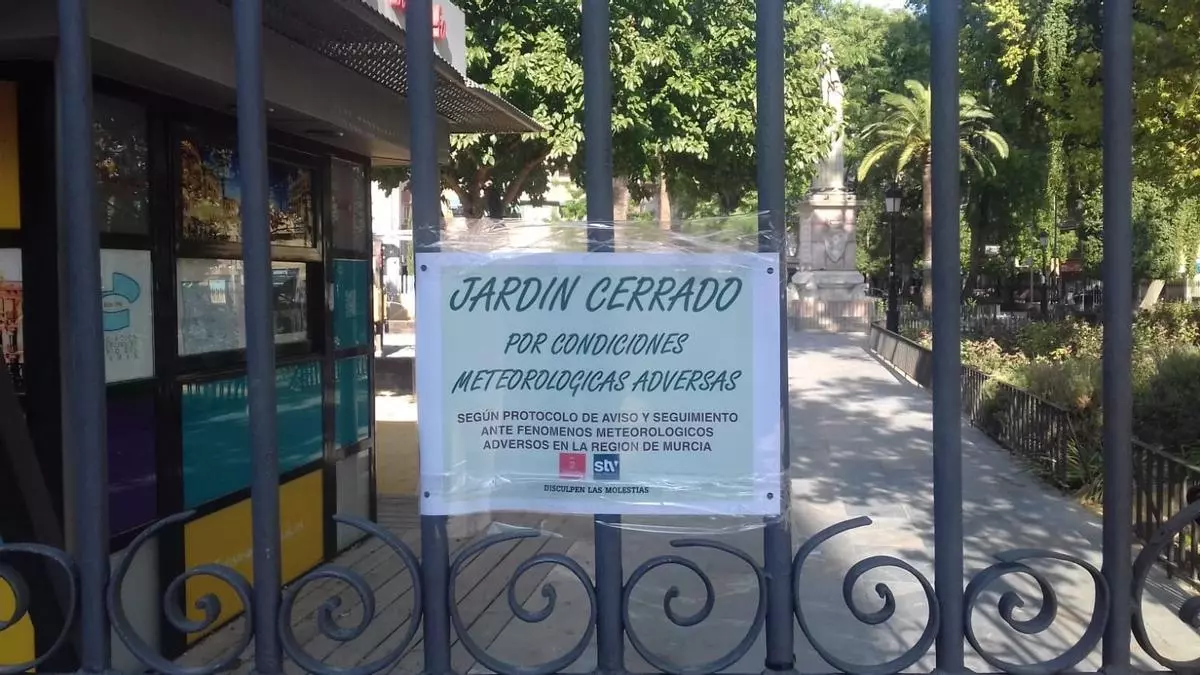 JARDIN CERRADO
POR CONDICIONES
METEOROLOGICAS ADVERSAS
SEGÚN PROTOCOLO DE AVISO Y SEGUIMIENTO
ANTE FENOMENOS METEOROLOGICOS
ADVERSOS EN LA REGION DE MURCIA
stv
DISCULPEN LAS MOLESTIAS